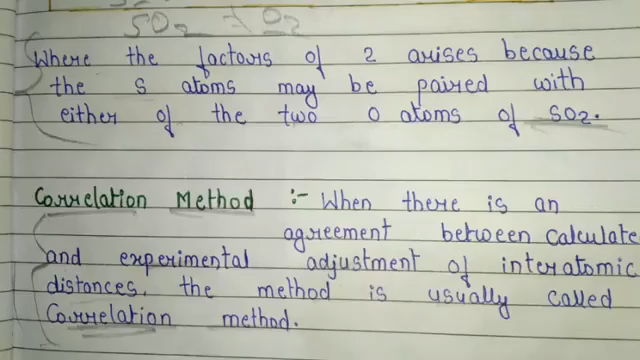 SO2 + O2
Where the factors of 2 arises because
the S atoms may be paired with
either of the two O atoms of SO2.
Correlation Method :- When there is an
agreement between calculate
and experimental adjustment of interatomic
distances, the method is usually called
Correlation method.